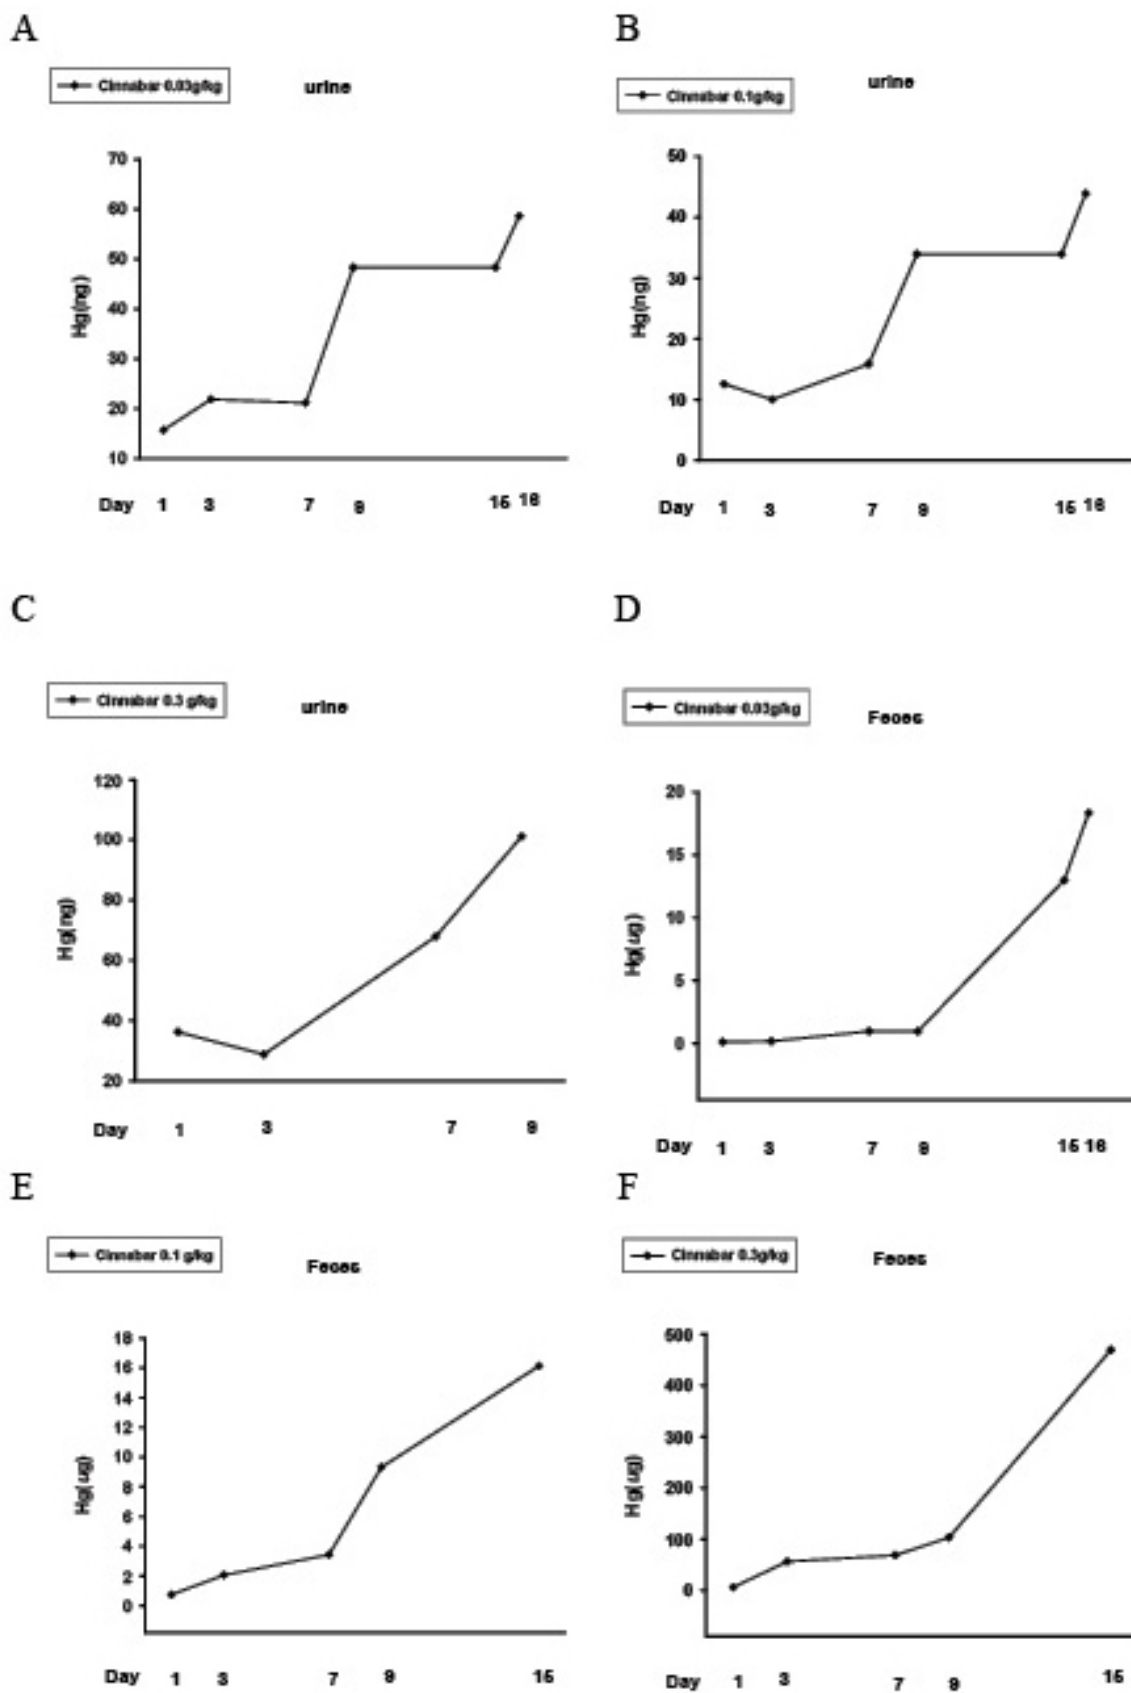 A
Cinnabar 0.03g/kg
urine
70
60
50
40
30
20
10
Hg(ng)
Day 1 3 7 9 15 16
B
Cinnabar 0.1g/kg
urine
50
40
30
20
10
0
Hg(ng)
Day 1 3 7 9 15 16
C
Cinnabar 0.3 g/kg
urine
120
100
80
60
40
20
Hg(ng)
Day 1 3 7 9
D
Cinnabar 0.03g/kg
Feces
20
15
10
5
0
Hg(ug)
Day 1 3 7 9 15 16
E
Cinnabar 0.1 g/kg
Feces
18
16
14
12
10
8
6
4
2
0
Hg(ug)
Day 1 3 7 9 15
F
Cinnabar 0.3g/kg
Feces
500
400
300
200
100
0
Hg(ug)
Day 1 3 7 9 15